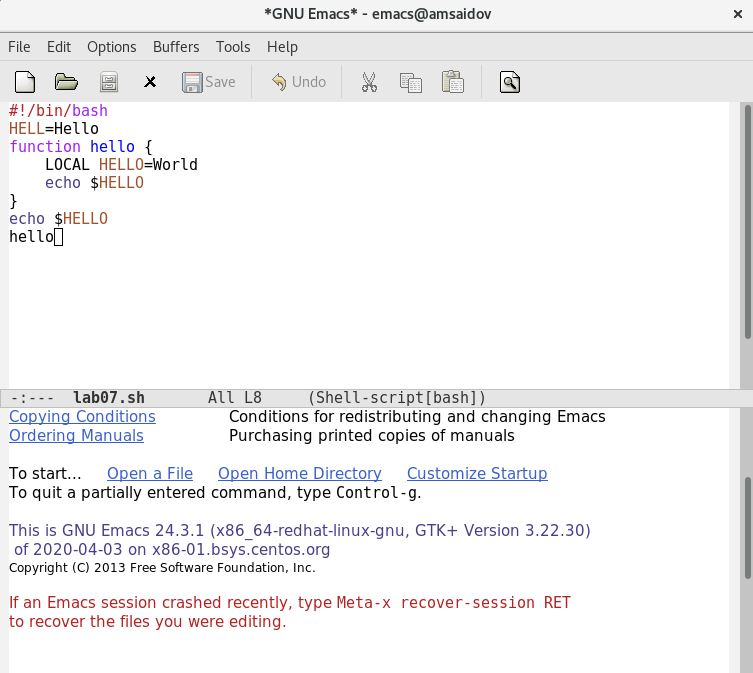 *GNU Emacs* - emacs@amsaidov
File Edit Options Buffers Tools Help
Save Undo
#!/bin/bash
HELL=Hello
function hello {
    LOCAL HELLO=World
    echo $HELLO
}
echo $HELLO
hello
-:--- lab07.sh All L8 (Shell-script[bash])
Copying Conditions Conditions for redistributing and changing Emacs
Ordering Manuals Purchasing printed copies of manuals
To start... Open a File Open Home Directory Customize Startup
To quit a partially entered command, type Control-g.
This is GNU Emacs 24.3.1 (x86_64-redhat-linux-gnu, GTK+ Version 3.22.30)
of 2020-04-03 on x86-01.bsys.centos.org
Copyright (C) 2013 Free Software Foundation, Inc.
If an Emacs session crashed recently, type Meta-x recover-session RET
to recover the files you were editing.